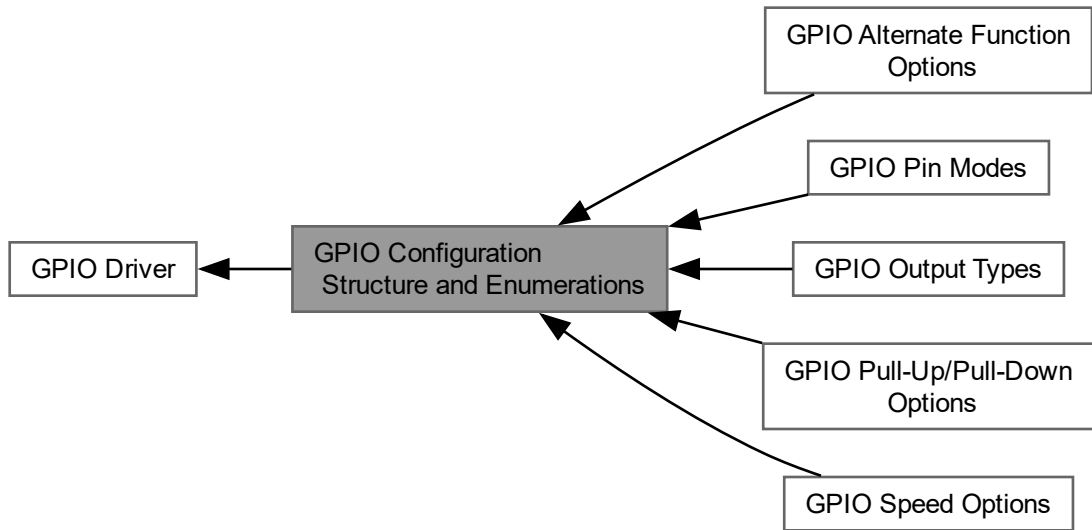 GPIO Alternate Function
Options
GPIO Pin Modes
GPIO Driver
GPIO Configuration
Structure and Enumerations
GPIO Output Types
GPIO Pull-Up/Pull-Down
Options
GPIO Speed Options